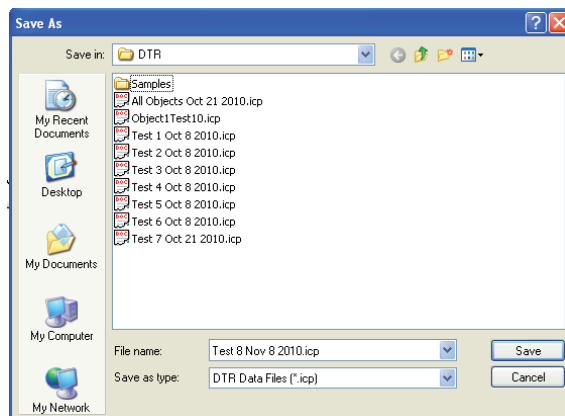 Save As
Save in: DTR
Samples
All Objects Oct 21 2010.icp
Object1Test10.icp
Test 1 Oct 8 2010.icp
Test 2 Oct 8 2010.icp
Test 3 Oct 8 2010.icp
Test 4 Oct 8 2010.icp
Test 5 Oct 8 2010.icp
Test 6 Oct 8 2010.icp
Test 7 Oct 21 2010.icp
My Recent
Documents
Desktop
My Documents
My Computer
My Network
File name: Test 8 Nov 8 2010.icp Save
Save as type: DTR Data Files (*.icp) Cancel